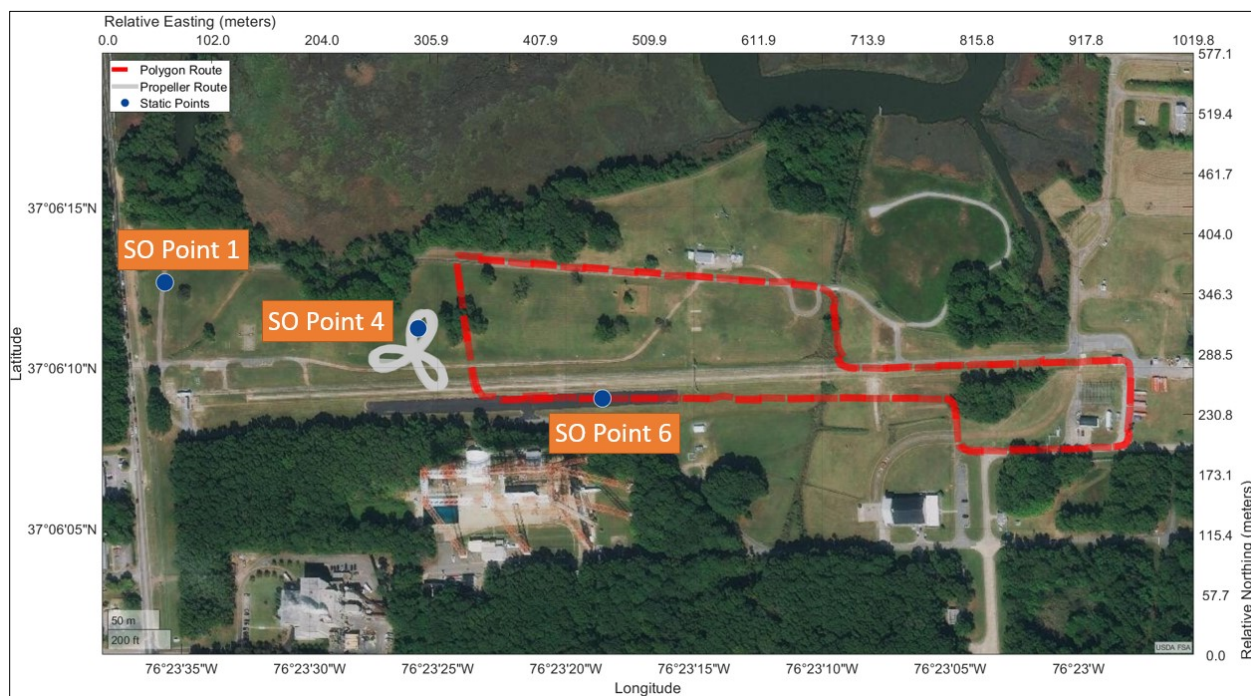 Relative Easting (meters)
0.0 102.0 204.0 305.9 407.9 509.9 611.9 713.9 815.8 917.8 1019.8
577.1
Polygon Route
Propeller Route
Static Points
519.4
461.7
37°06'15"N
404.0
SO Point 1
346.3
SO Point 4
288.5
37°06'10"N
Latitude
230.8
SO Point 6
173.1
37°06'05"N
115.4
57.7
Relative Northing (meters)
50 m
200 ft
USDA FSA
0.0
76°23'35"W 76°23'30"W 76°23'25"W 76°23'20"W 76°23'15"W 76°23'10"W 76°23'05"W 76°23'W
Longitude